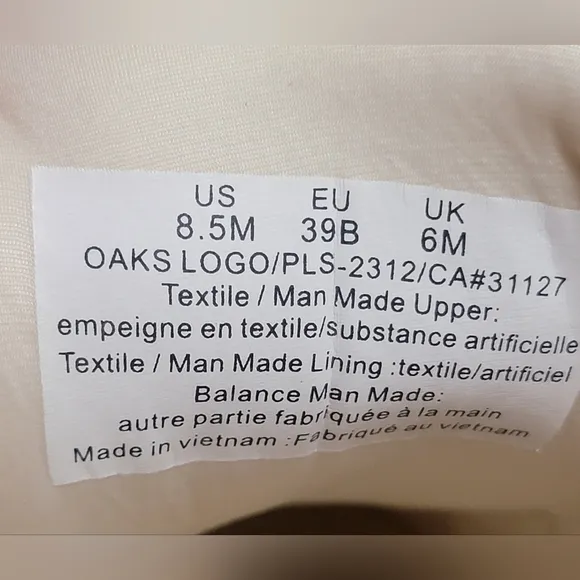 US EU UK
8.5M 39B 6M
OAKS LOGO/PLS-2312/CA#31127
Textile / Man Made Upper:
empeigne en textile/substance artificielle
Textile / Man Made Lining :textile/artificiel
Balance Man Made:
autre partie fabriquée à la main
Made in vietnam :Fabriqué au vietnam